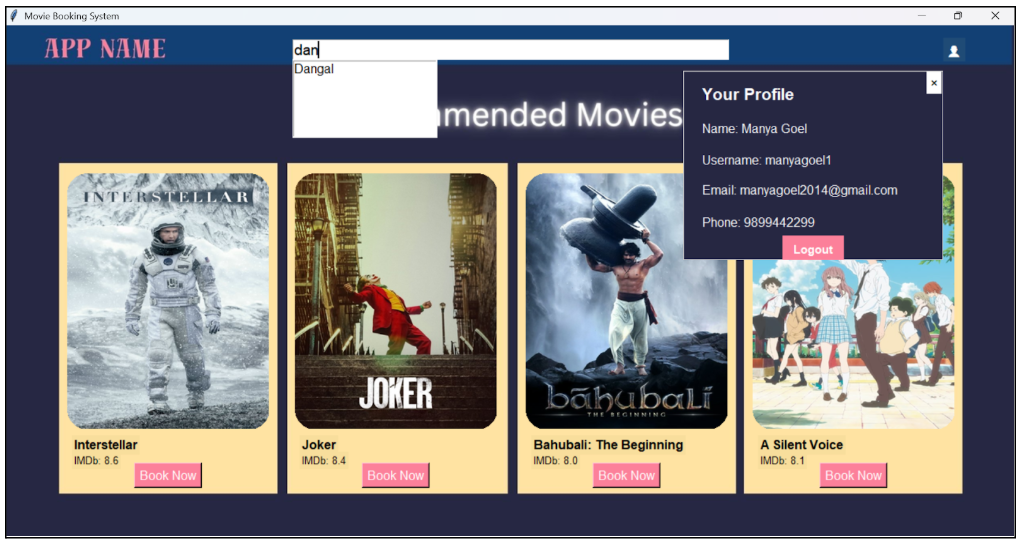 Movie Booking System
APP NAME
dan
Dangal
mended Movies
×
Your Profile
Name: Manya Goel
Username: manyagoel1
Email: manyagoel2014@gmail.com
Phone: 9899442299
Logout
INTERSTELLAR
JOKER
bāhubali
THE BEGINNING
Interstellar
IMDb: 8.6
Book Now
Joker
IMDb: 8.4
Book Now
Bahubali: The Beginning
IMDb: 8.0
Book Now
A Silent Voice
IMDb: 8.1
Book Now